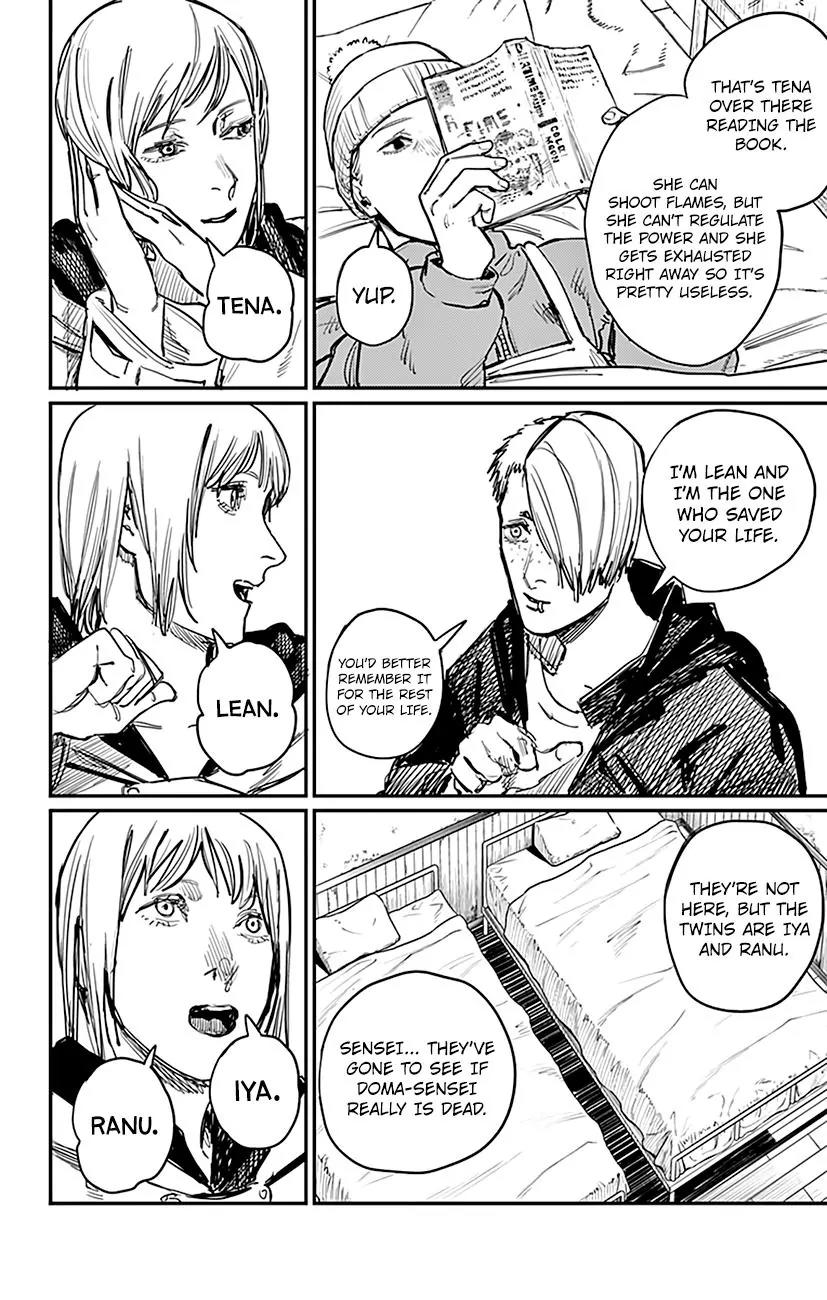 THAT'S TENA
OVER THERE
READING THE
BOOK.
SHE CAN
SHOOT FLAMES, BUT
SHE CAN'T REGULATE
THE POWER AND SHE
GETS EXHAUSTED
RIGHT AWAY SO IT'S
PRETTY USELESS.
YUP.
TENA.
I'M LEAN AND
I'M THE ONE
WHO SAVED
YOUR LIFE.
YOU'D BETTER
REMEMBER IT
FOR THE REST
OF YOUR LIFE.
LEAN.
THEY'RE NOT
HERE, BUT THE
TWINS ARE IYA
AND RANU.
SENSEI... THEY'VE
GONE TO SEE IF
DOMA-SENSEI
REALLY IS DEAD.
IYA.
RANU.